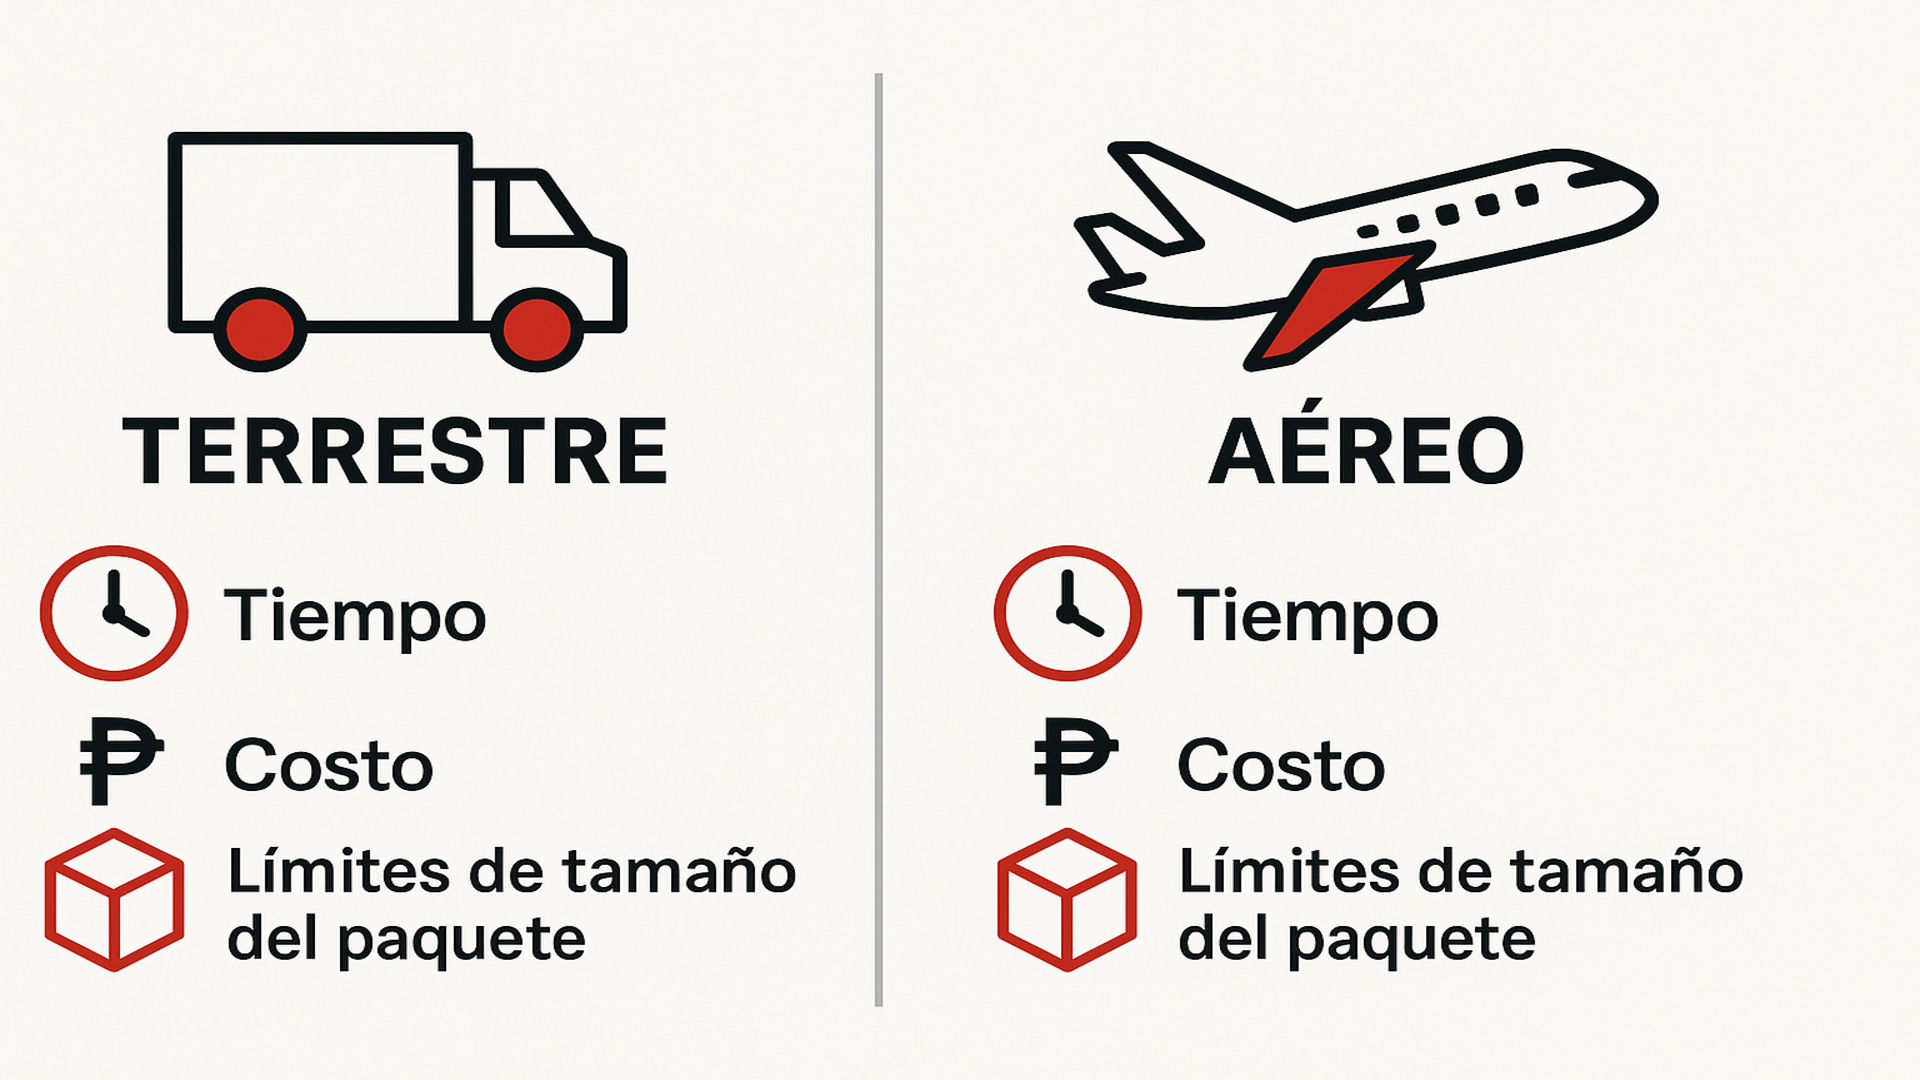 TERRESTRE
Tiempo
₱ Costo
Límites de tamaño
del paquete
AÉREO
Tiempo
₱ Costo
Límites de tamaño
del paquete